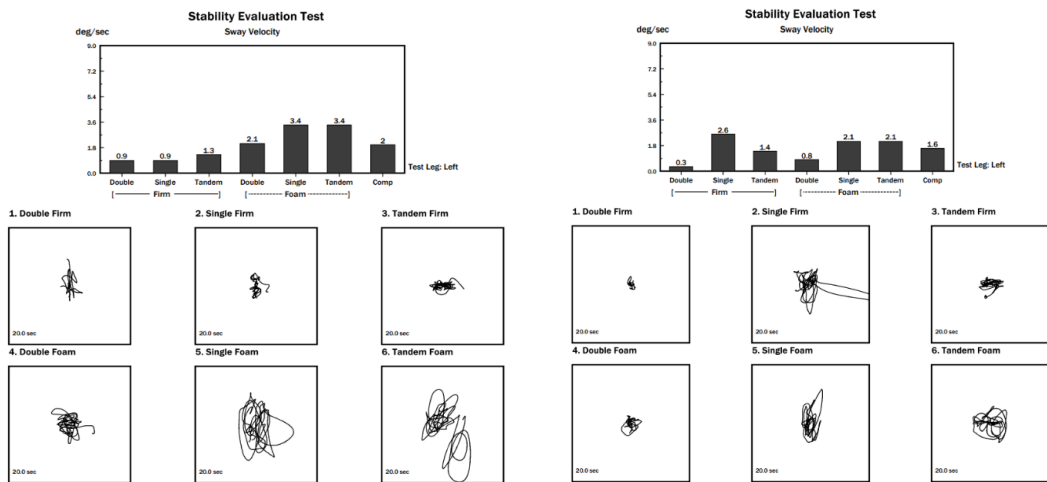 Stability Evaluation Test
deg/sec
Sway Velocity
9.0
7.2
5.4
3.6
1.8
0.0
0.9
0.9
1.3
2.1
3.4
3.4
2
Double Single Tandem Double Single Tandem Comp
Test Leg: Left
[ Firm ] [ Foam ]
1. Double Firm
2. Single Firm
3. Tandem Firm
20.0 sec
20.0 sec
20.0 sec
4. Double Foam
5. Single Foam
6. Tandem Foam
20.0 sec
20.0 sec
20.0 sec
Stability Evaluation Test
deg/sec
Sway Velocity
9.0
7.2
5.4
3.6
1.8
0.0
0.3
2.6
1.4
0.8
2.1
2.1
1.6
Double Single Tandem Double Single Tandem Comp
Test Leg: Left
[ Firm ] [ Foam ]
1. Double Firm
2. Single Firm
3. Tandem Firm
20.0 sec
20.0 sec
20.0 sec
4. Double Foam
5. Single Foam
6. Tandem Foam
20.0 sec
20.0 sec
20.0 sec